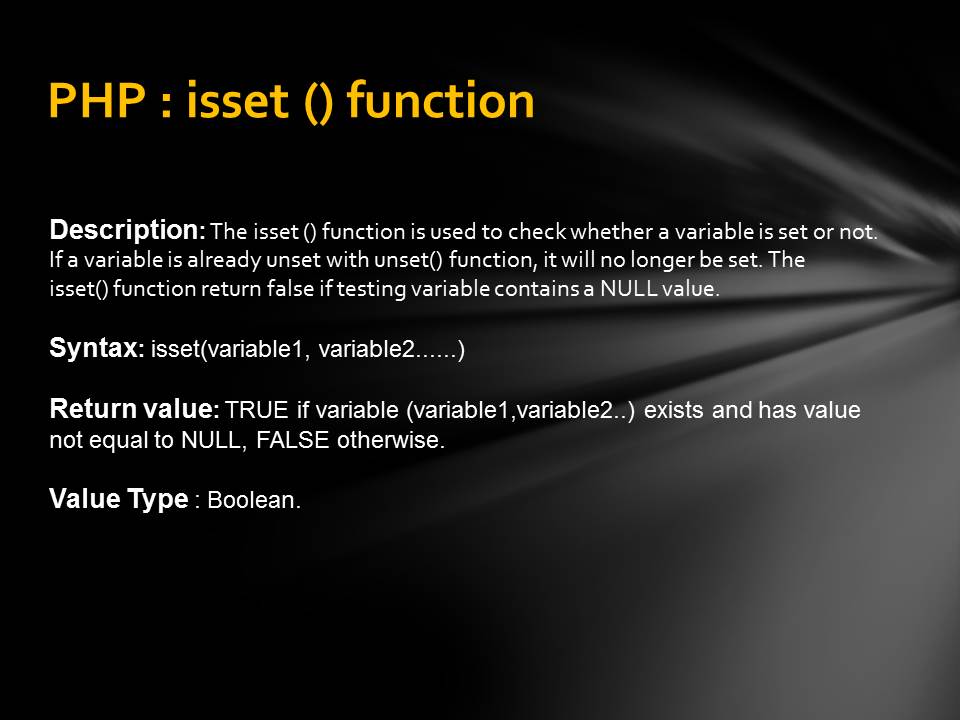 PHP : isset () function
Description: The isset () function is used to check whether a variable is set or not.
If a variable is already unset with unset() function, it will no longer be set. The
isset() function return false if testing variable contains a NULL value.
Syntax: isset(variable1, variable2......)
Return value: TRUE if variable (variable1,variable2..) exists and has value
not equal to NULL, FALSE otherwise.
Value Type : Boolean.